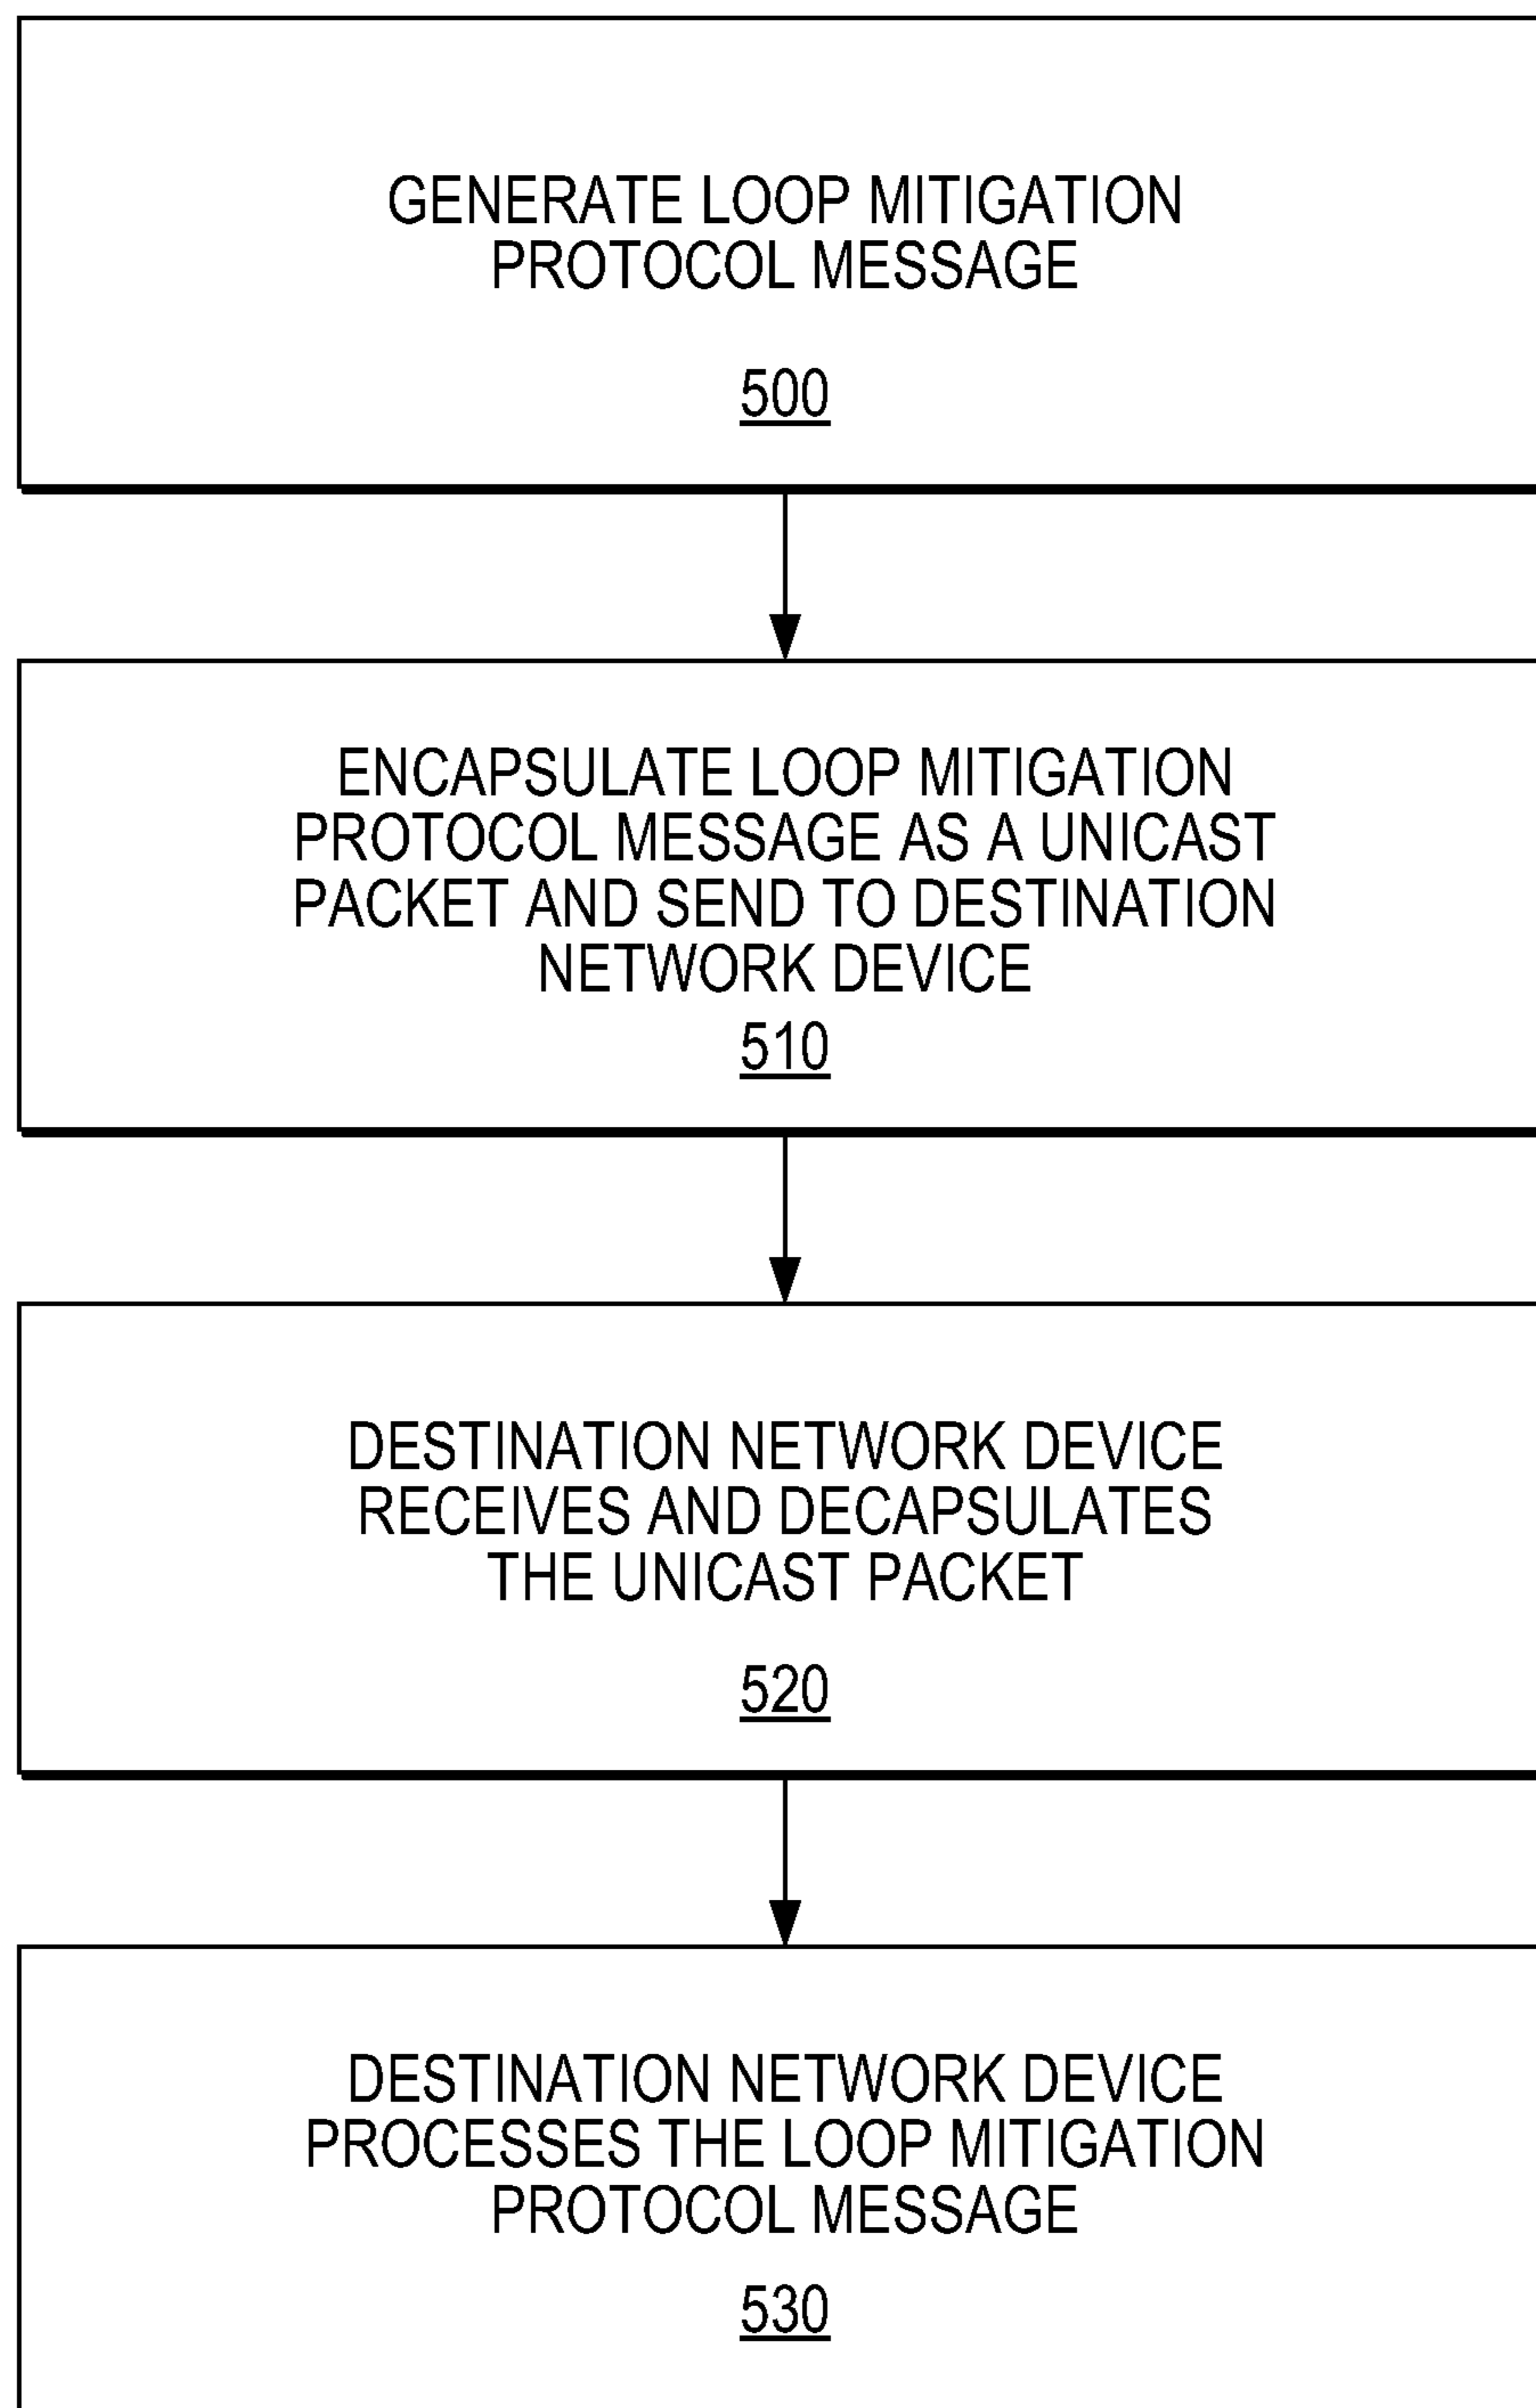 GENERATE LOOP MITIGATION
PROTOCOL MESSAGE
500
ENCAPSULATE LOOP MITIGATION
PROTOCOL MESSAGE AS A UNICAST
PACKET AND SEND TO DESTINATION
NETWORK DEVICE
510
DESTINATION NETWORK DEVICE
RECEIVES AND DECAPSULATES
THE UNICAST PACKET
520
DESTINATION NETWORK DEVICE
PROCESSES THE LOOP MITIGATION
PROTOCOL MESSAGE
530